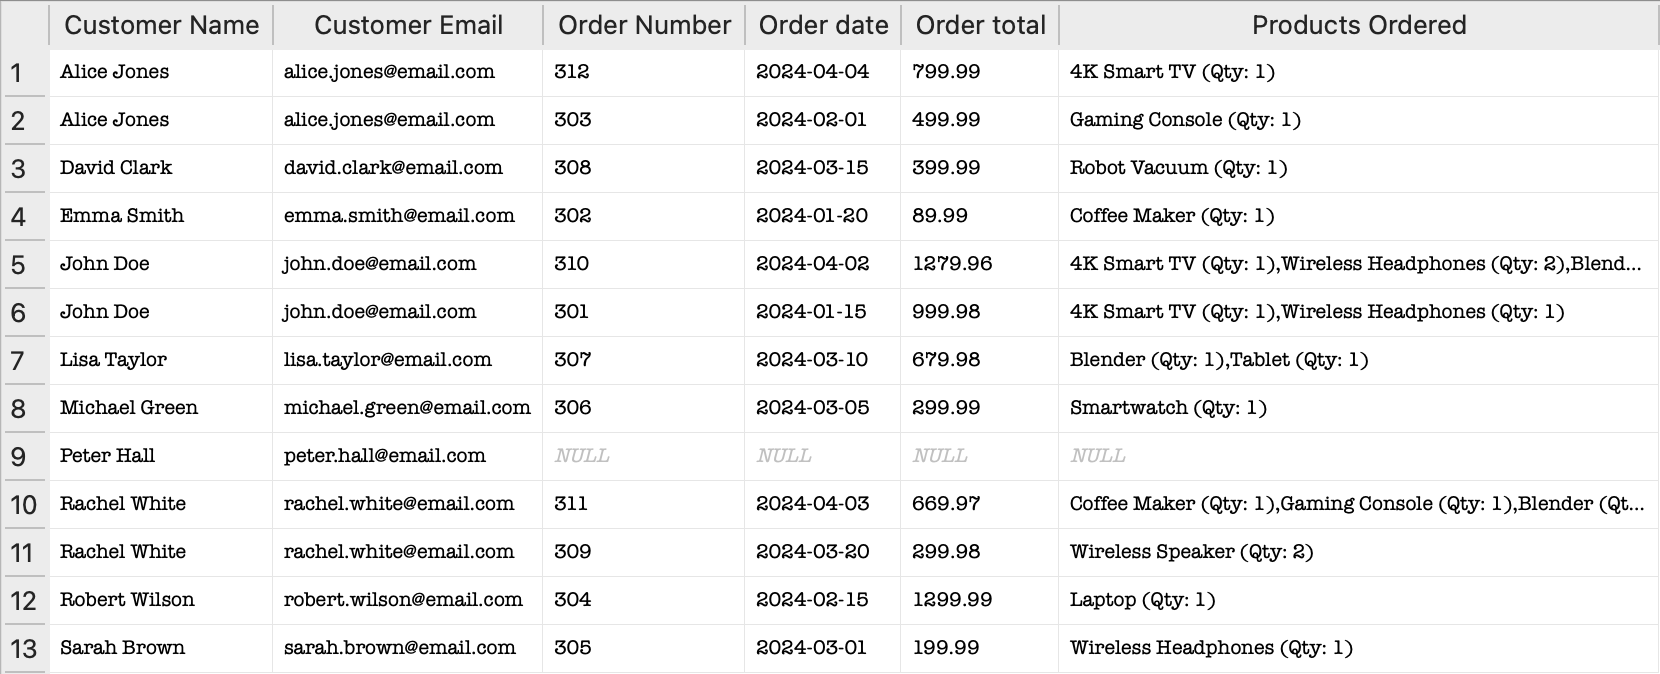 Customer Name Customer Email Order Number Order date Order total Products Ordered
1 Alice Jones alice.jones@email.com 312 2024-04-04 799.99 4K Smart TV (Qty: 1)
2 Alice Jones alice.jones@email.com 303 2024-02-01 499.99 Gaming Console (Qty: 1)
3 David Clark david.clark@email.com 308 2024-03-15 399.99 Robot Vacuum (Qty: 1)
4 Emma Smith emma.smith@email.com 302 2024-01-20 89.99 Coffee Maker (Qty: 1)
5 John Doe john.doe@email.com 310 2024-04-02 1279.96 4K Smart TV (Qty: 1),Wireless Headphones (Qty: 2),Blend...
6 John Doe john.doe@email.com 301 2024-01-15 999.98 4K Smart TV (Qty: 1),Wireless Headphones (Qty: 1)
7 Lisa Taylor lisa.taylor@email.com 307 2024-03-10 679.98 Blender (Qty: 1),Tablet (Qty: 1)
8 Michael Green michael.green@email.com 306 2024-03-05 299.99 Smartwatch (Qty: 1)
9 Peter Hall peter.hall@email.com NULL NULL NULL NULL
10 Rachel White rachel.white@email.com 311 2024-04-03 669.97 Coffee Maker (Qty: 1),Gaming Console (Qty: 1),Blender (Qt...
11 Rachel White rachel.white@email.com 309 2024-03-20 299.98 Wireless Speaker (Qty: 2)
12 Robert Wilson robert.wilson@email.com 304 2024-02-15 1299.99 Laptop (Qty: 1)
13 Sarah Brown sarah.brown@email.com 305 2024-03-01 199.99 Wireless Headphones (Qty: 1)